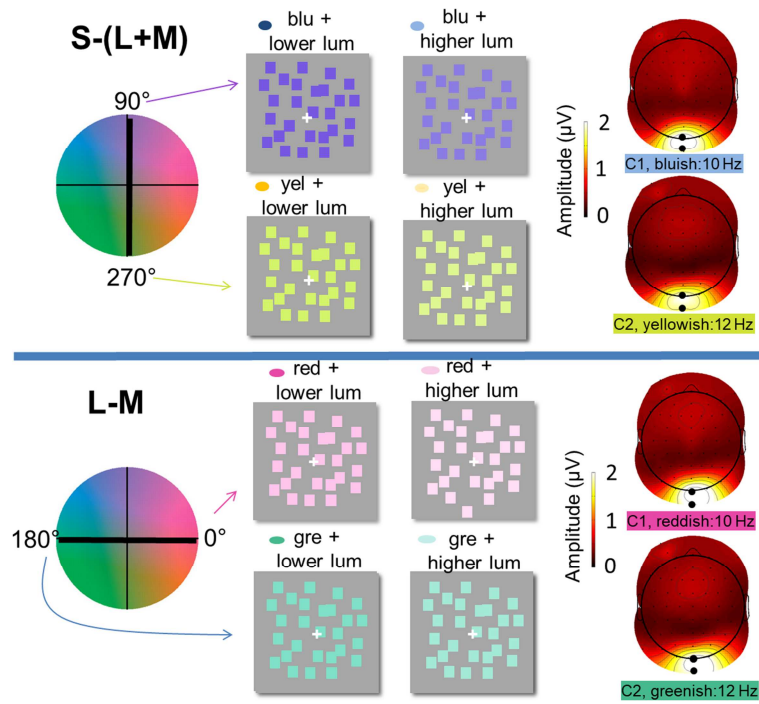 S-(L+M)
90°
270°
blu +
lower lum
blu +
higher lum
yel +
lower lum
yel +
higher lum
Amplitude (µV)
2
1
0
C1, bluish:10 Hz
C2, yellowish:12 Hz
L-M
180°
0°
red +
lower lum
red +
higher lum
gre +
lower lum
gre +
higher lum
Amplitude (µV)
2
1
0
C1, reddish:10 Hz
C2, greenish:12 Hz